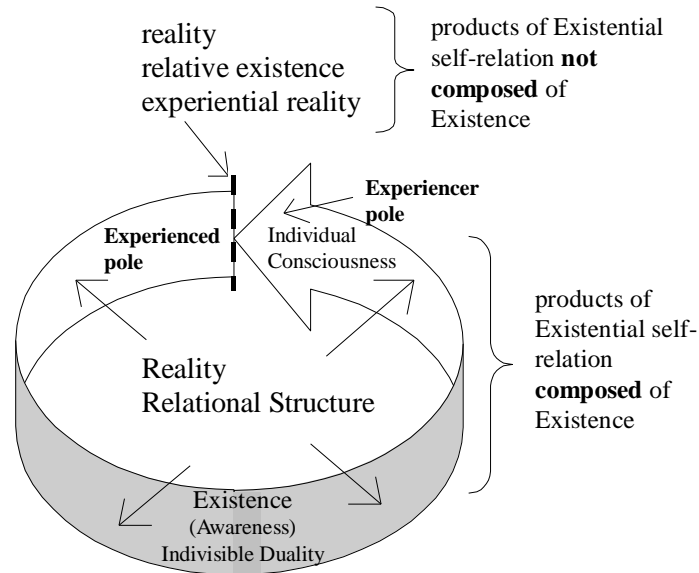 reality
relative existence
experiential reality
products of Existential
self-relation not
composed of
Existence
Experienced
pole
Experiencer
pole
Individual
Consciousness
products of
Existential self-
relation
composed of
Existence
Reality
Relational Structure
Existence
(Awareness)
Indivisible Duality